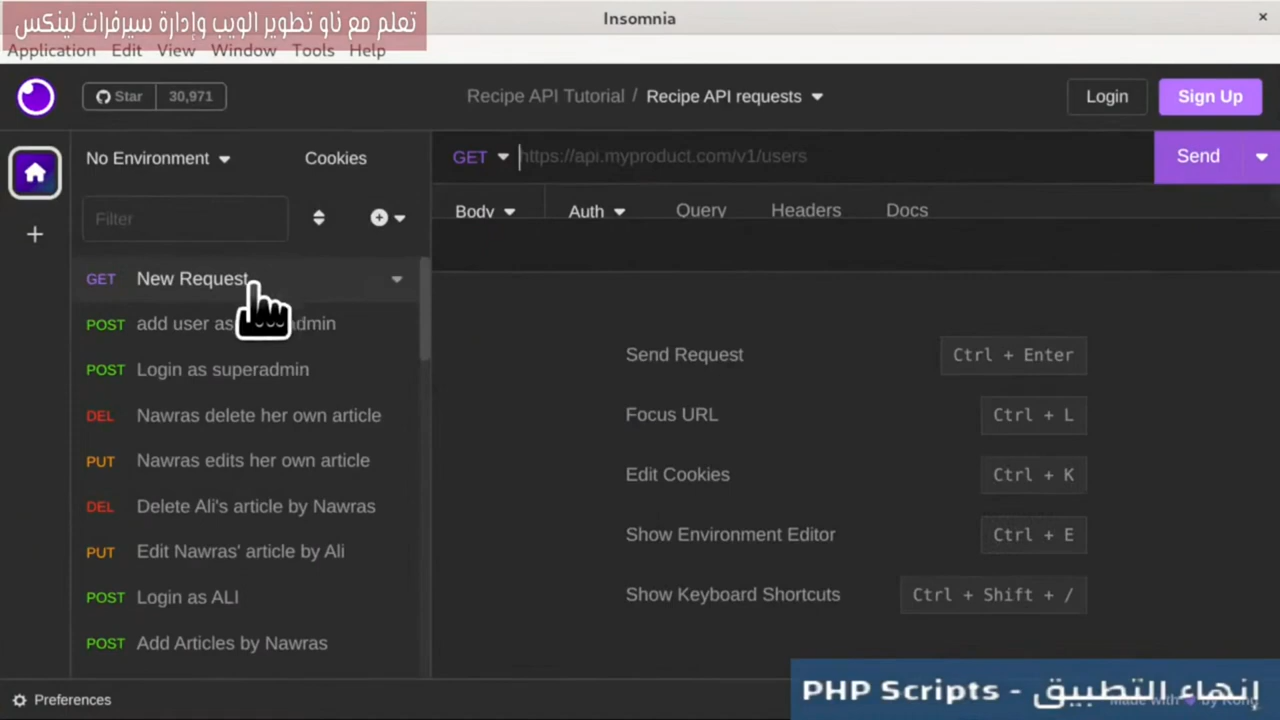 تعلم مع ناو تطوير الويب وإدارة سيرفرات لينكس
Insomnia
Application Edit View Window Tools Help
Star 30,971
Recipe API Tutorial / Recipe API requests
Login
Sign Up
No Environment
Cookies
GET https://api.myproduct.com/v1/users
Send
Filter
Body Auth Query Headers Docs
GET New Request
POST add user as admin
POST Login as superadmin
DEL Nawras delete her own article
PUT Nawras edits her own article
DEL Delete Ali's article by Nawras
PUT Edit Nawras' article by Ali
POST Login as ALI
POST Add Articles by Nawras
Send Request Ctrl + Enter
Focus URL Ctrl + L
Edit Cookies Ctrl + K
Show Environment Editor Ctrl + E
Show Keyboard Shortcuts Ctrl + Shift + /
Preferences
إنهاء التطبيق - PHP Scripts
Made with by Kong